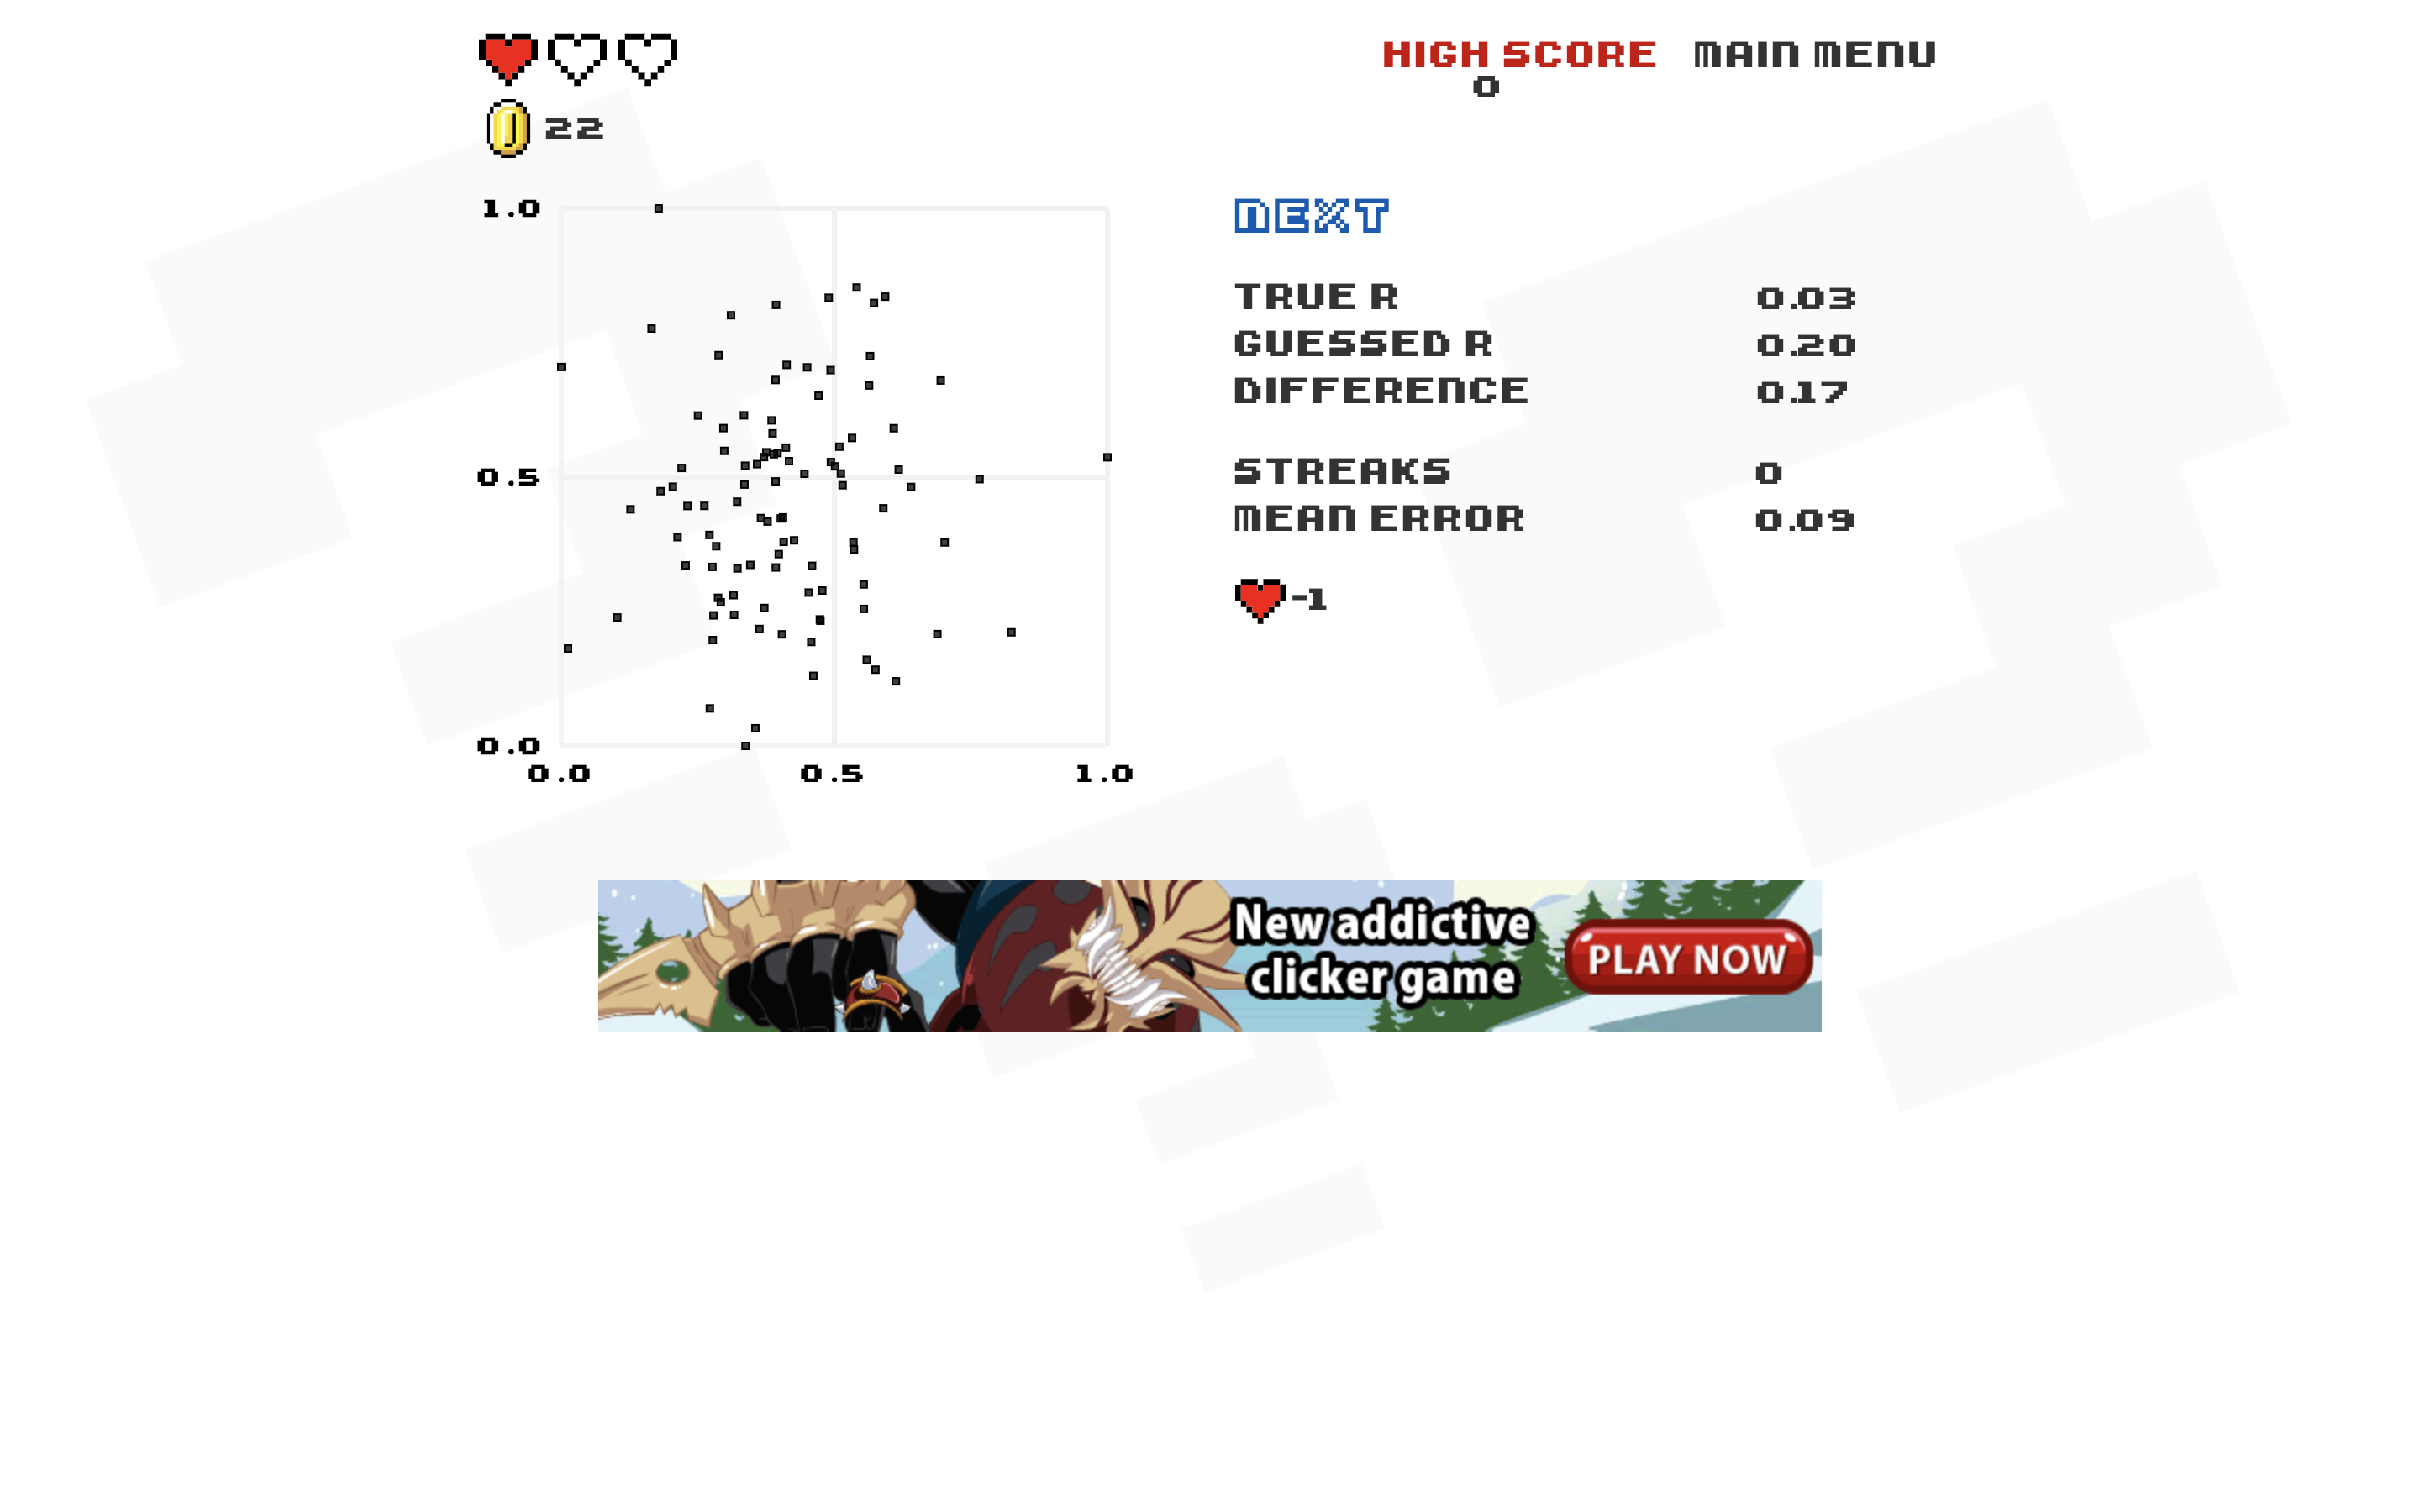 HIGH SCORE MAIN MENU
0
22
NEXT
TRUE R 0.03
GUESSED R 0.20
DIFFERENCE 0.17
STREAKS 0
MEAN ERROR 0.09
-1
1.0
0.5
0.0
0.0 0.5 1.0
New addictive
clicker game
PLAY NOW